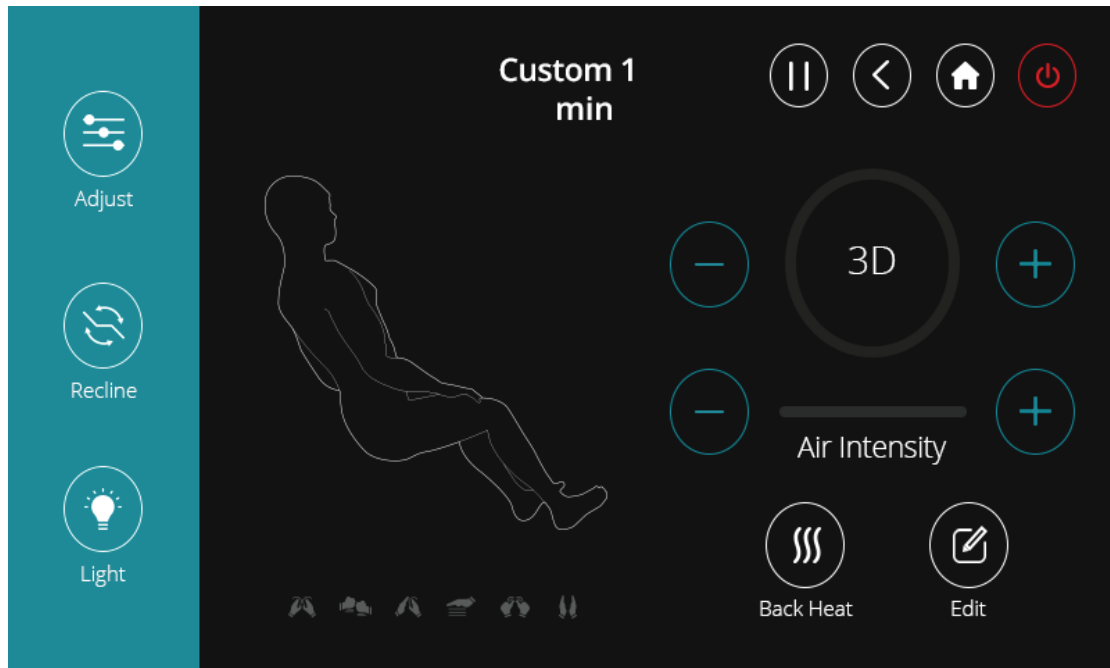 Custom 1
min
Adjust
3D
Recline
Air Intensity
Light
Back Heat
Edit